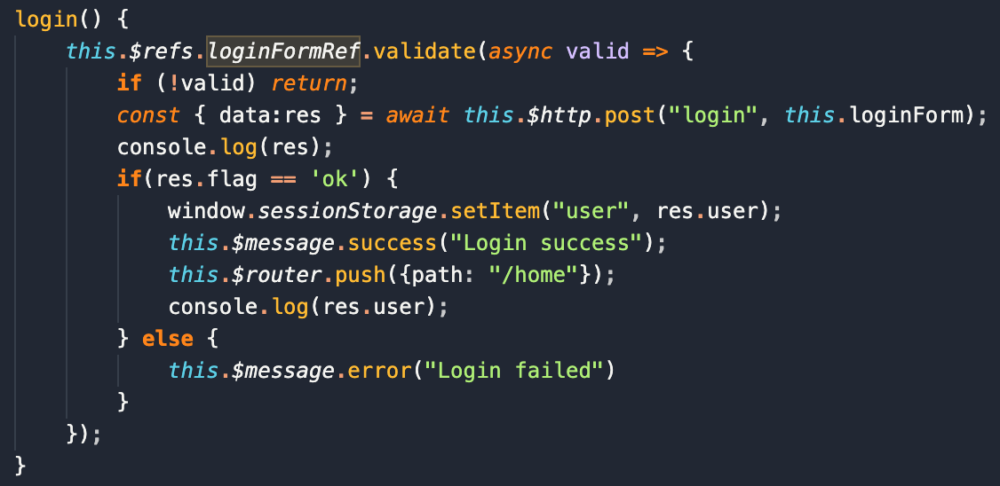 login() {
    this.$refs.loginFormRef.validate(async valid => {
        if (!valid) return;
        const { data:res } = await this.$http.post("login", this.loginForm);
        console.log(res);
        if(res.flag == 'ok') {
            window.sessionStorage.setItem("user", res.user);
            this.$message.success("Login success");
            this.$router.push({path: "/home"});
            console.log(res.user);
        } else {
            this.$message.error("Login failed")
        }
    });
}